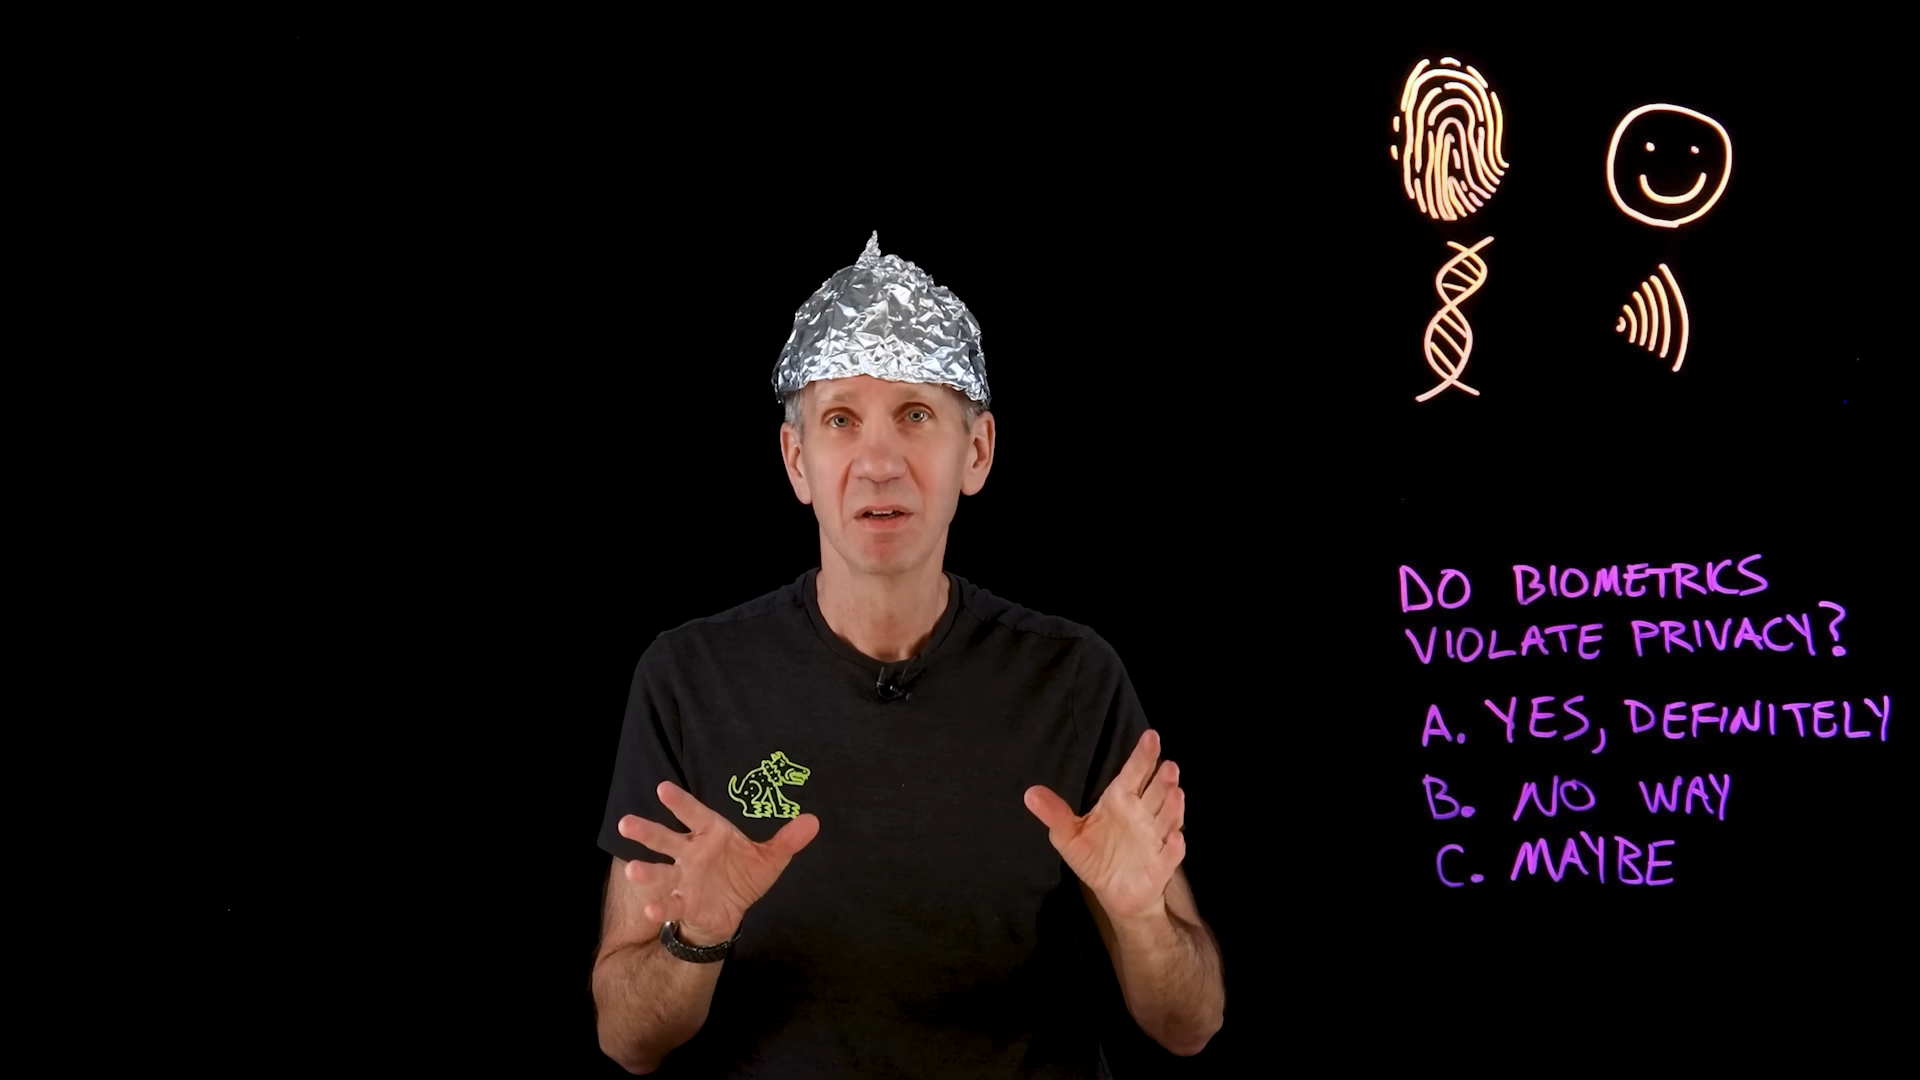 DO BIOMETRICS
VIOLATE PRIVACY?
A. YES, DEFINITELY
B. NO WAY
C. MAYBE